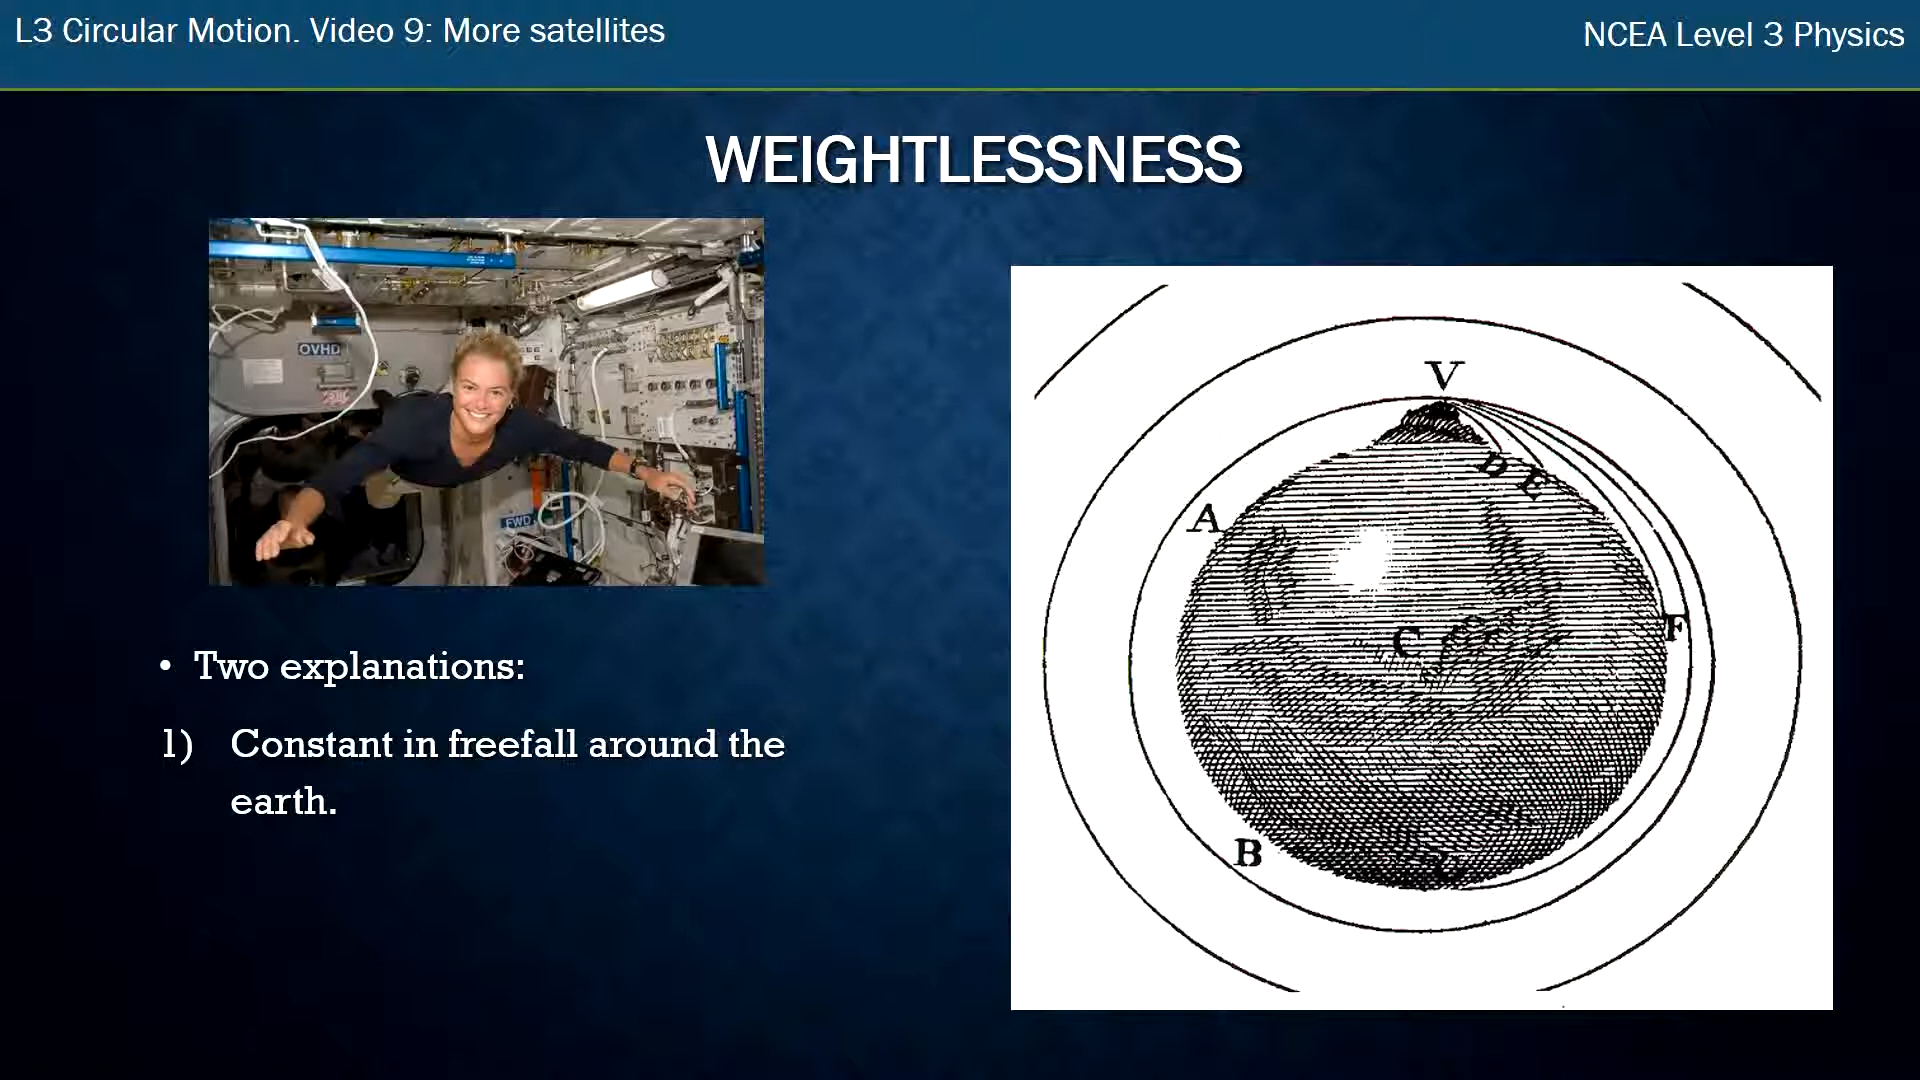 L3 Circular Motion. Video 9: More satellites
NCEA Level 3 Physics
WEIGHTLESSNESS
OVHD
FWD
• Two explanations:
1) Constant in freefall around the
earth.
V
D
E
A
C
F
B